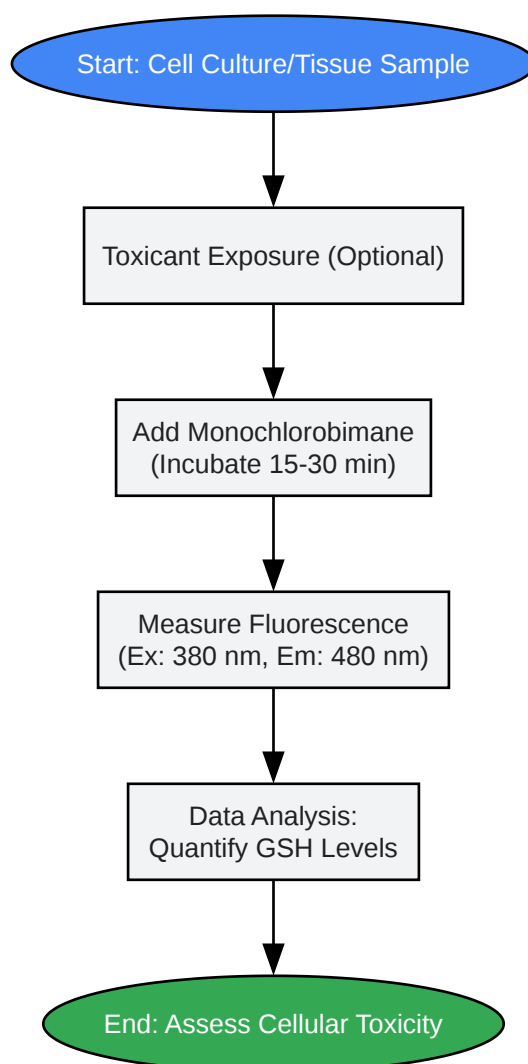 Start: Cell Culture/Tissue Sample
Toxicant Exposure (Optional)
Add Monochlorobimane
(Incubate 15-30 min)
Measure Fluorescence
(Ex: 380 nm, Em: 480 nm)
Data Analysis:
Quantify GSH Levels
End: Assess Cellular Toxicity